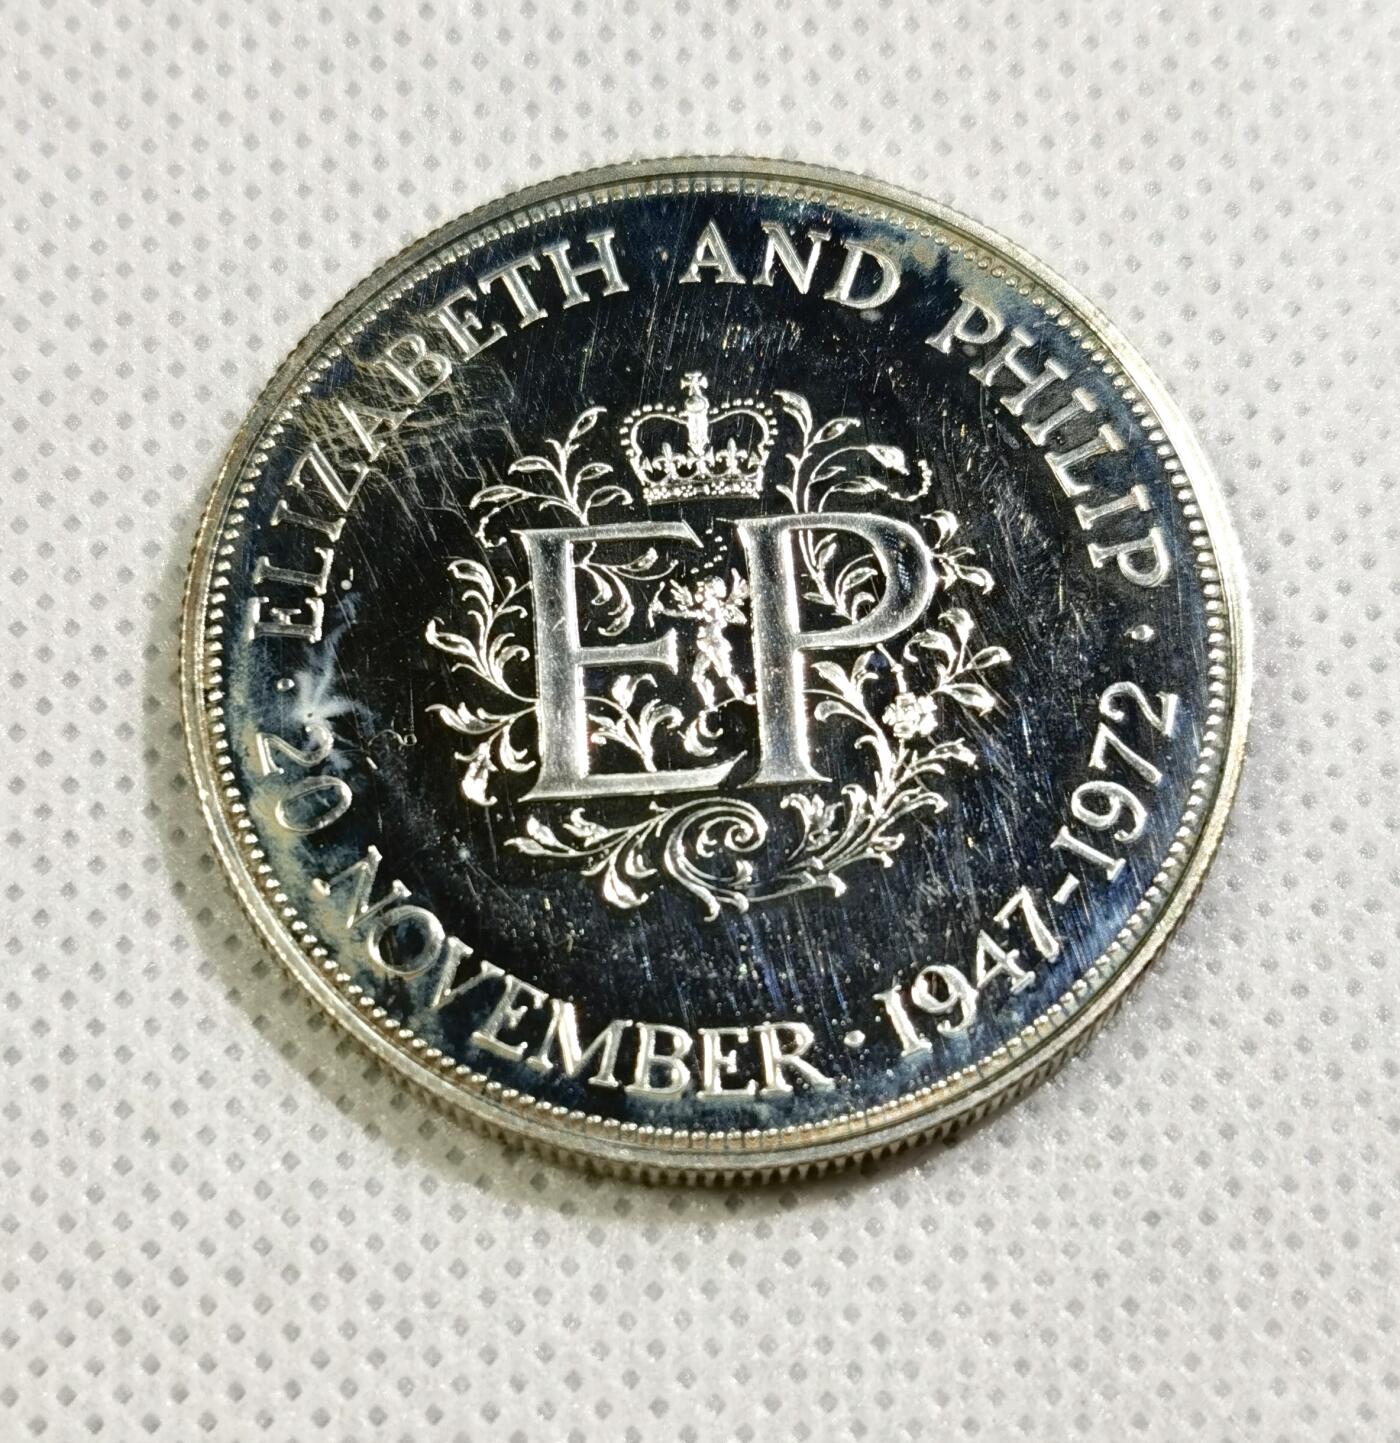 ELIZABETH AND PHILIP ·
20 NOVEMBER · 1947-1972
EP